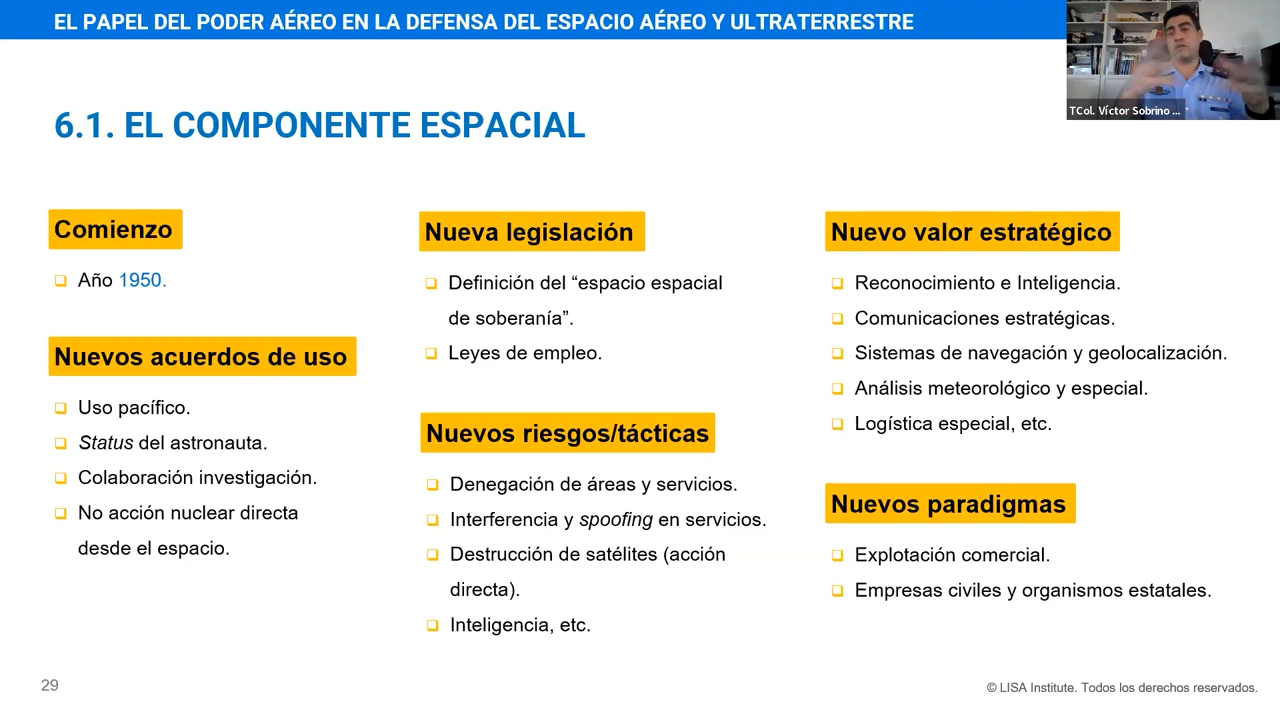 EL PAPEL DEL PODER AÉREO EN LA DEFENSA DEL ESPACIO AÉREO Y ULTRATERRESTRE
TCol. Víctor Sobrino ...
6.1. EL COMPONENTE ESPACIAL
Comienzo
Año 1950.
Nuevos acuerdos de uso
Uso pacífico.
Status del astronauta.
Colaboración investigación.
No acción nuclear directa
desde el espacio.
Nueva legislación
Definición del “espacio espacial
de soberanía”.
Leyes de empleo.
Nuevos riesgos/tácticas
Denegación de áreas y servicios.
Interferencia y spoofing en servicios.
Destrucción de satélites (acción
directa).
Inteligencia, etc.
Nuevo valor estratégico
Reconocimiento e Inteligencia.
Comunicaciones estratégicas.
Sistemas de navegación y geolocalización.
Análisis meteorológico y especial.
Logística especial, etc.
Nuevos paradigmas
Explotación comercial.
Empresas civiles y organismos estatales.
29
© LISA Institute. Todos los derechos reservados.